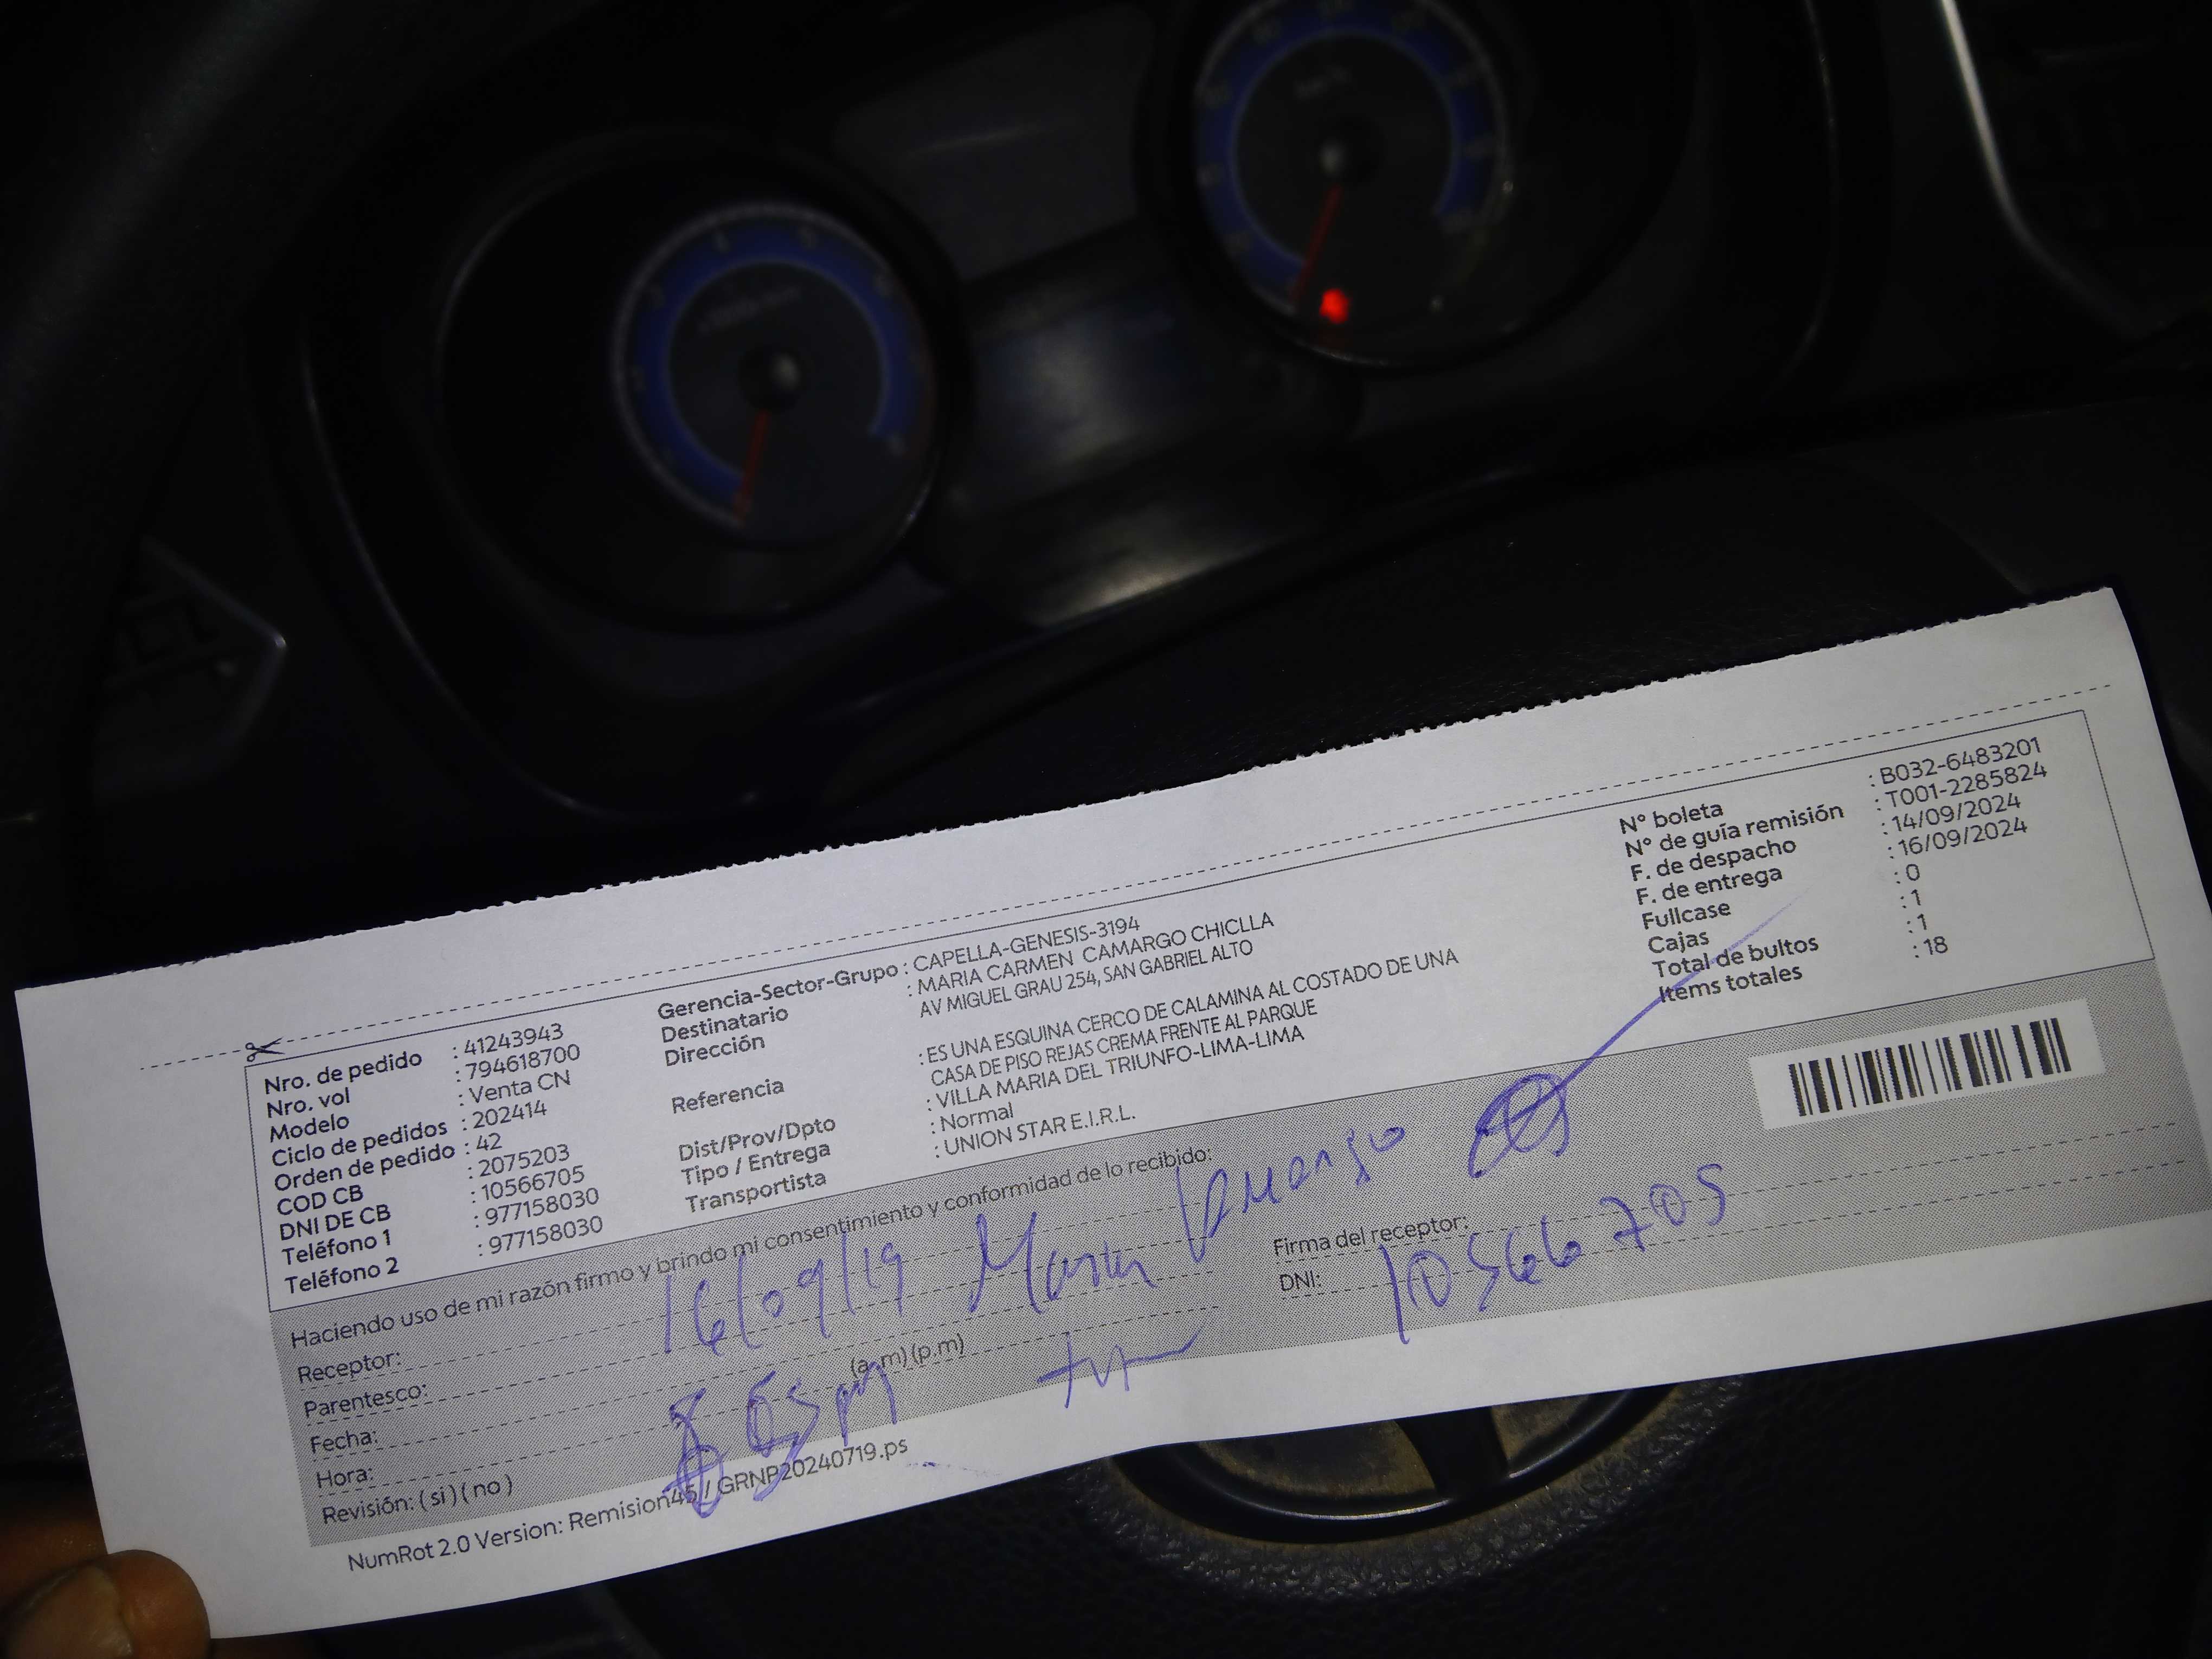 Nro. de pedido : 41243943
Nro. vol : 794618700
Modelo : Venta CN
Ciclo de pedidos : 202414
Orden de pedido : 42
COD CB : 2075203
DNI DE CB : 10566705
Teléfono 1 : 977158030
Teléfono 2 : 977158030
Gerencia-Sector-Grupo : CAPELLA-GENESIS-3194
Destinatario : MARIA CARMEN CAMARGO CHICLLA
Dirección AV MIGUEL GRAU 254, SAN GABRIEL ALTO
Referencia : ES UNA ESQUINA CERCO DE CALAMINA AL COSTADO DE UNA
CASA DE PISO REJAS CREMA FRENTE AL PARQUE
Dist/Prov/Dpto : VILLA MARIA DEL TRIUNFO-LIMA-LIMA
Tipo / Entrega : Normal
Transportista : UNION STAR E.I.R.L.
N° boleta : B032-6483201
N° de guía remisión : T001-2285824
F. de despacho : 14/09/2024
F. de entrega : 16/09/2024
Fullcase : 0
Cajas : 1
Total de bultos : 1
Items totales : 18
Haciendo uso de mi razón firmo y brindo mi consentimiento y conformidad de lo recibido:
Receptor: 16/09/19 Maria
Parentesco:
Fecha:
Hora: (a.m) (p.m)
Revisión: ( si ) ( no )
Firma del receptor:
DNI: 10566705
NumRot 2.0 Version: Remision45 / GRNP20240719.ps